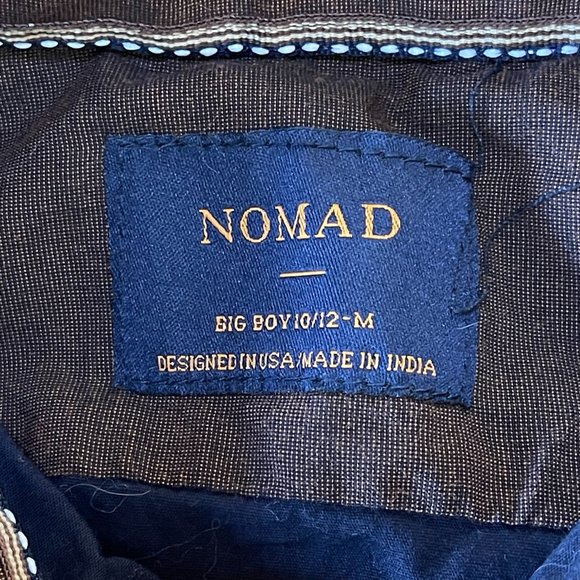 NOMAD
BIG BOY 10/12-M
DESIGNED IN USA/MADE IN INDIA